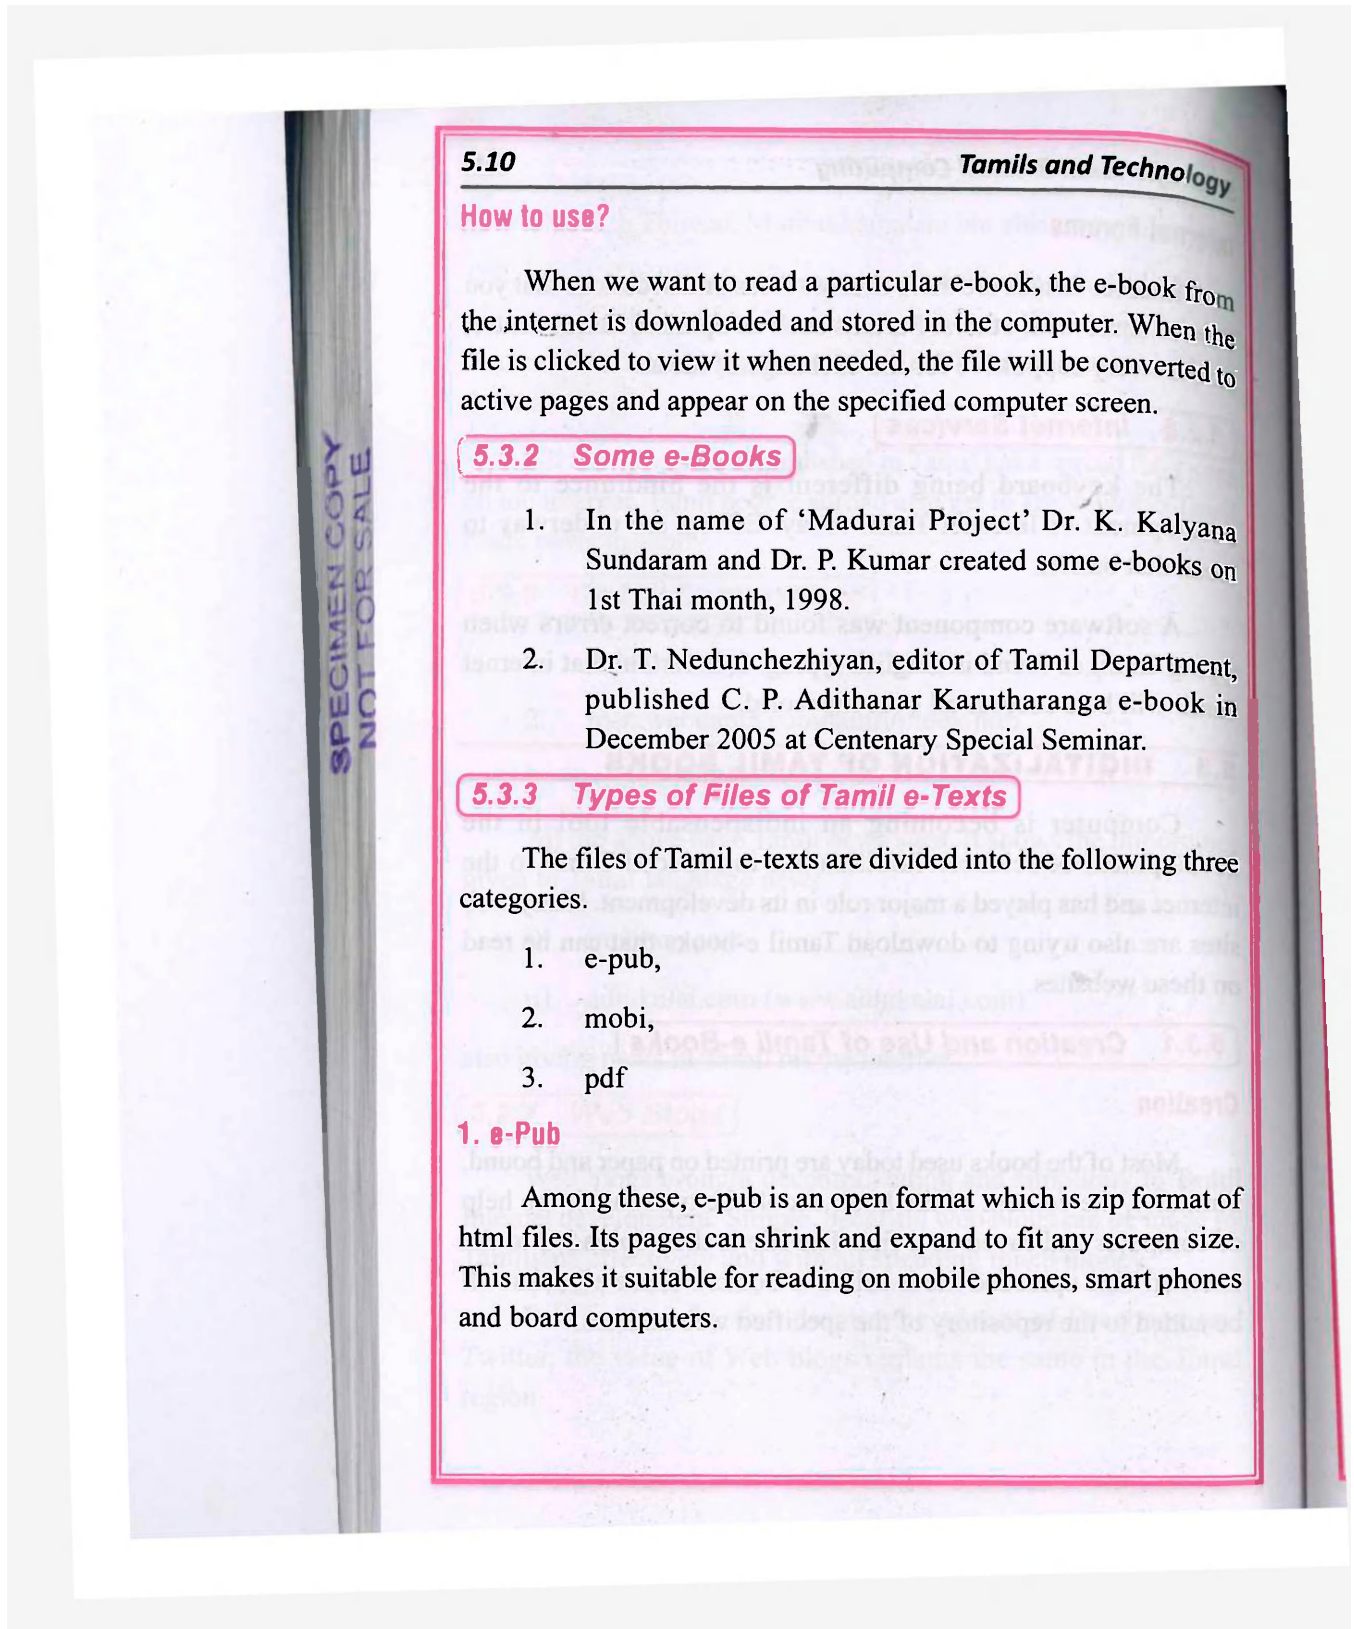 5.10 Tamils and Technology
How to use?
When we want to read a particular e-book, the e-book from
the internet is downloaded and stored in the computer. When the
file is clicked to view it when needed, the file will be converted to
active pages and appear on the specified computer screen.
5.3.2 Some e-Books
1. In the name of ‘Madurai Project’ Dr. K. Kalyana
Sundaram and Dr. P. Kumar created some e-books on
1st Thai month, 1998.
2. Dr. T. Nedunchezhiyan, editor of Tamil Department,
published C. P. Adithanar Karutharanga e-book in
December 2005 at Centenary Special Seminar.
5.3.3 Types of Files of Tamil e-Texts
The files of Tamil e-texts are divided into the following three
categories.
1. e-pub,
2. mobi,
3. pdf
1. e-Pub
Among these, e-pub is an open format which is zip format of
html files. Its pages can shrink and expand to fit any screen size.
This makes it suitable for reading on mobile phones, smart phones
and board computers.
SPECIMEN COPY
NOT FOR SALE